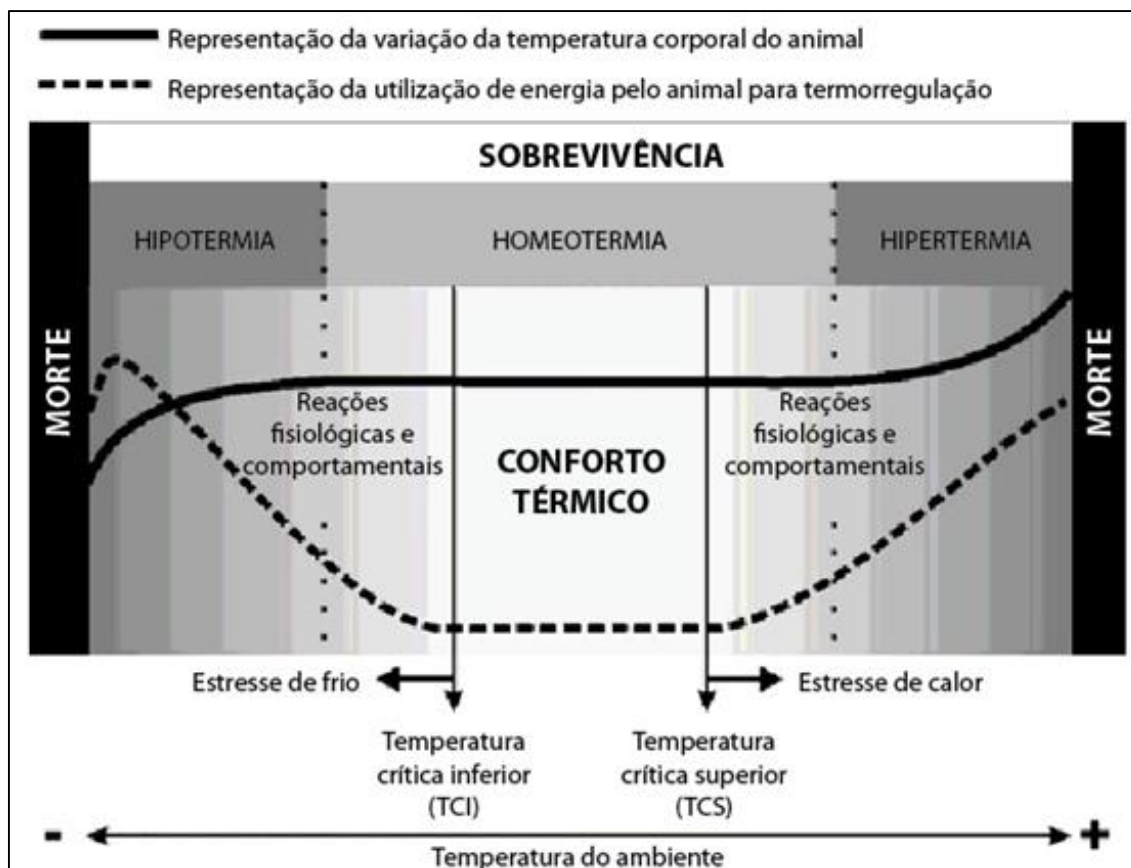 Representação da variação da temperatura corporal do animal
Representação da utilização de energia pelo animal para termorregulação
SOBREVIVÊNCIA
HIPOTERMIA
HOMEOTERMIA
HIPERTERMIA
MORTE
MORTE
Reações
fisiológicas e
comportamentais
CONFORTO
TÉRMICO
Reações
fisiológicas e
comportamentais
Estresse de frio
Estresse de calor
Temperatura
crítica inferior
(TCI)
Temperatura
crítica superior
(TCS)
- +
Temperatura do ambiente